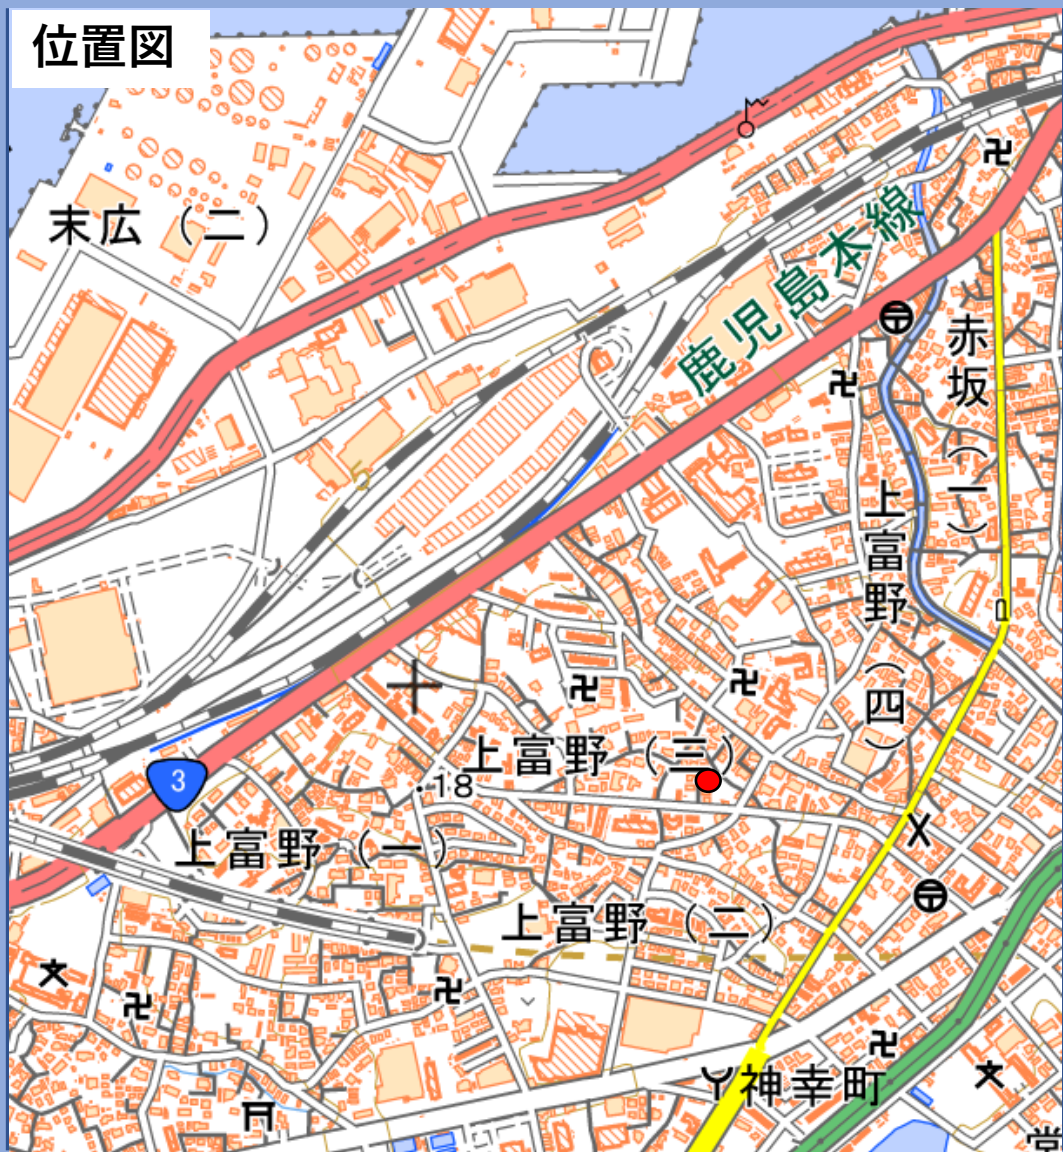 位置図
末広（二）
鹿児島本線
赤坂（一）
上富野（四）
上富野（三）
・18
3
上富野（一）
上富野（二）
神幸町